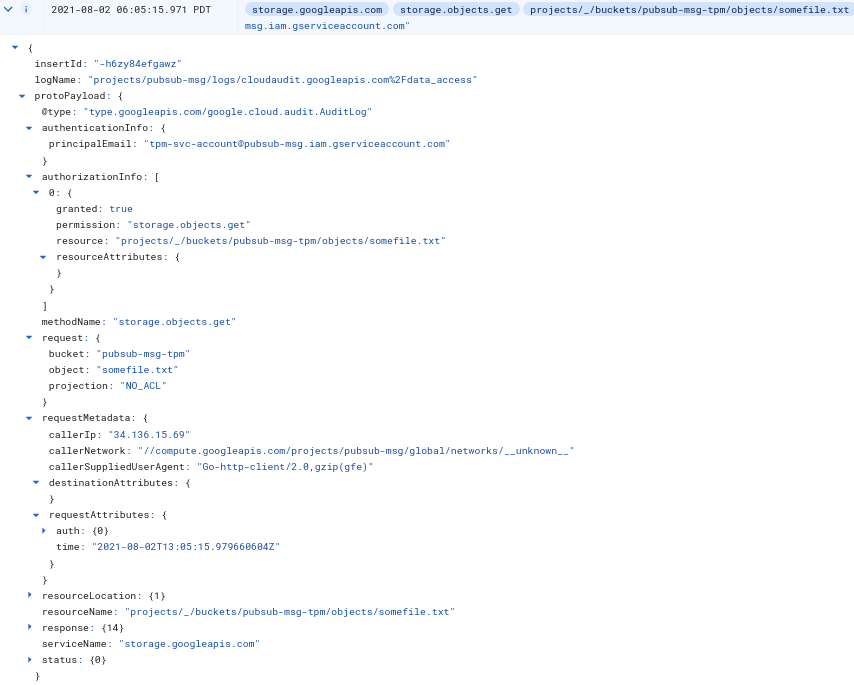 2021-08-02 06:05:15.971 PDT storage.googleapis.com storage.objects.get projects/_/buckets/pubsub-msg-tpm/objects/somefile.txt
msg.iam.gserviceaccount.com"
{
insertId: "-h6zy84efgawz"
logName: "projects/pubsub-msg/logs/cloudaudit.googleapis.com%2Fdata_access"
protoPayload: {
@type: "type.googleapis.com/google.cloud.audit.AuditLog"
authenticationInfo: {
principalEmail: "tpm-svc-account@pubsub-msg.iam.gserviceaccount.com"
}
authorizationInfo: [
0: {
granted: true
permission: "storage.objects.get"
resource: "projects/_/buckets/pubsub-msg-tpm/objects/somefile.txt"
resourceAttributes: {
}
}
]
methodName: "storage.objects.get"
request: {
bucket: "pubsub-msg-tpm"
object: "somefile.txt"
projection: "NO_ACL"
}
requestMetadata: {
callerIp: "34.136.15.69"
callerNetwork: "//compute.googleapis.com/projects/pubsub-msg/global/networks/__unknown__"
callerSuppliedUserAgent: "Go-http-client/2.0,gzip(gfe)"
destinationAttributes: {
}
requestAttributes: {
auth: {0}
time: "2021-08-02T13:05:15.979660604Z"
}
}
resourceLocation: {1}
resourceName: "projects/_/buckets/pubsub-msg-tpm/objects/somefile.txt"
response: {14}
serviceName: "storage.googleapis.com"
status: {0}
}